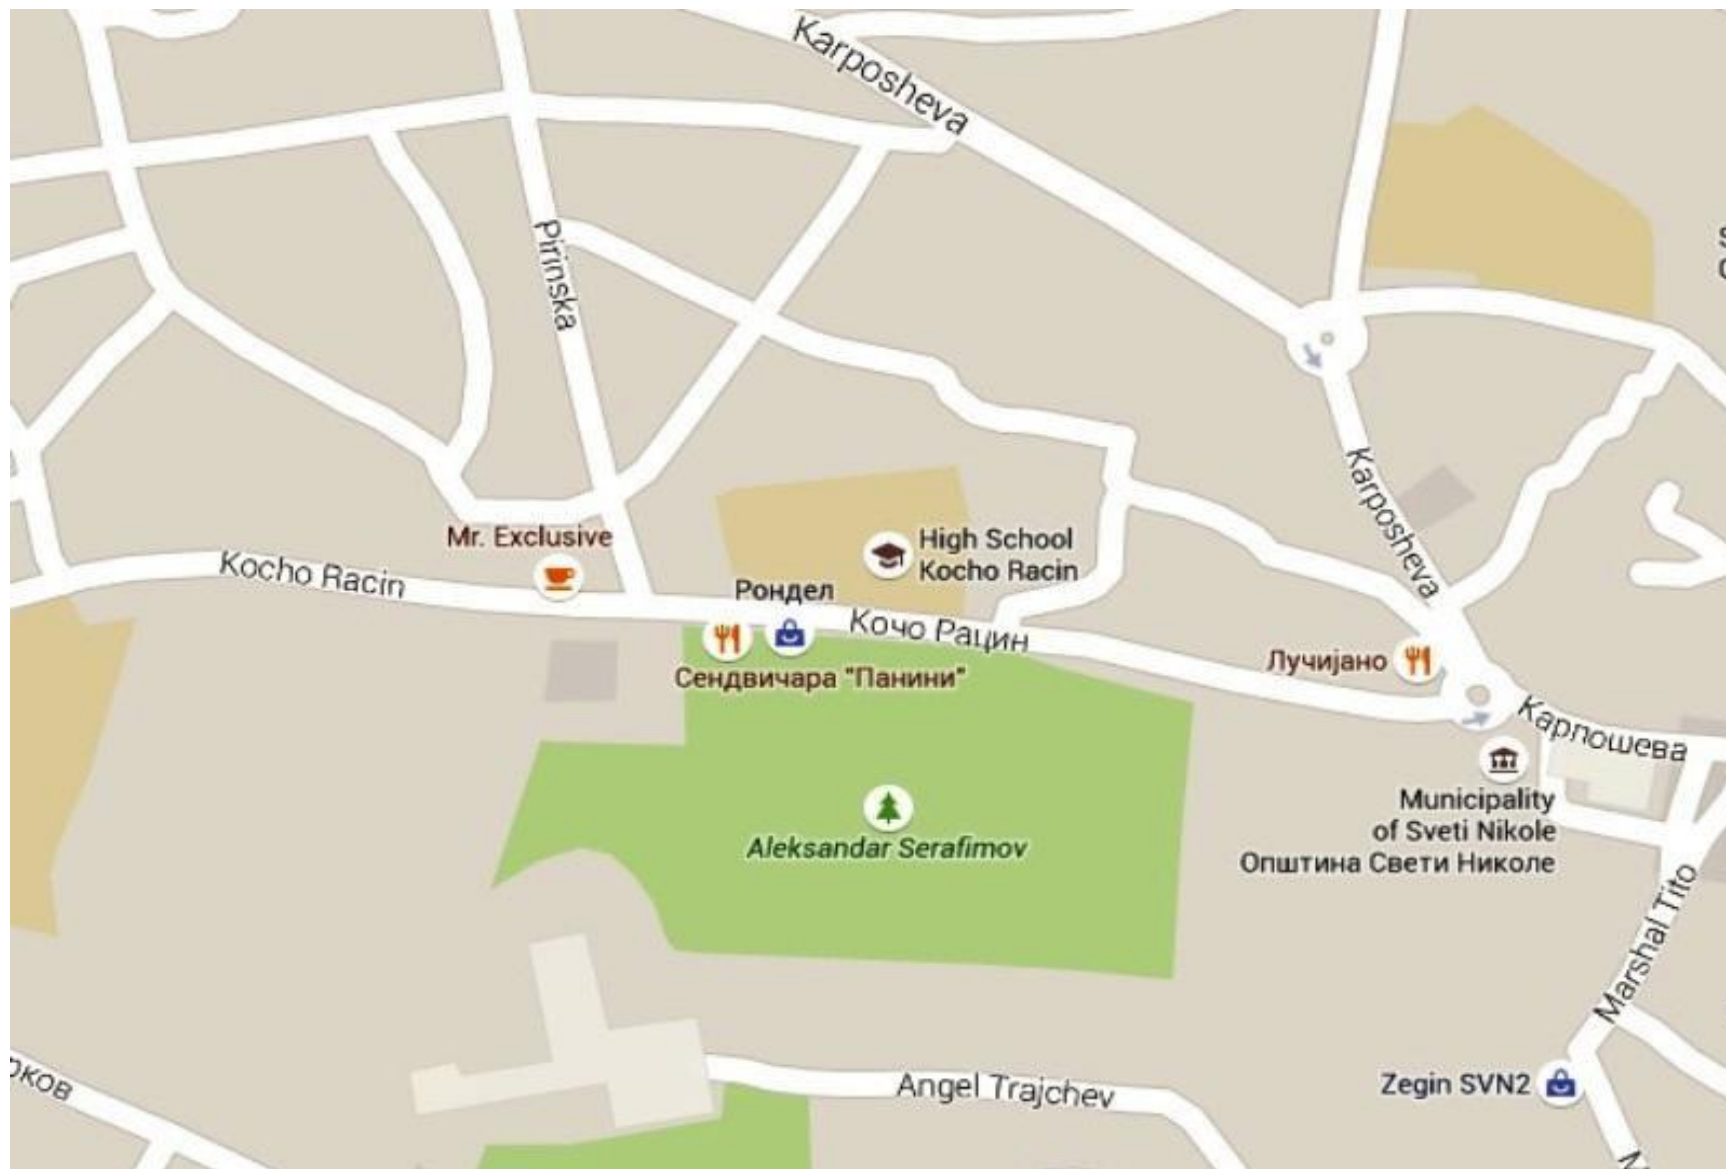 Karposheva
Pirinska
Karposheva
Mr. Exclusive
High School
Kocho Racin
Kocho Racin
Рондел
Кочо Рацин
Сендвичара "Панини"
Лучијано
Карпошева
Municipality
of Sveti Nikole
Општина Свети Николе
Aleksandar Serafimov
Marshal Tito
Angel Trajchev
Zegin SVN2